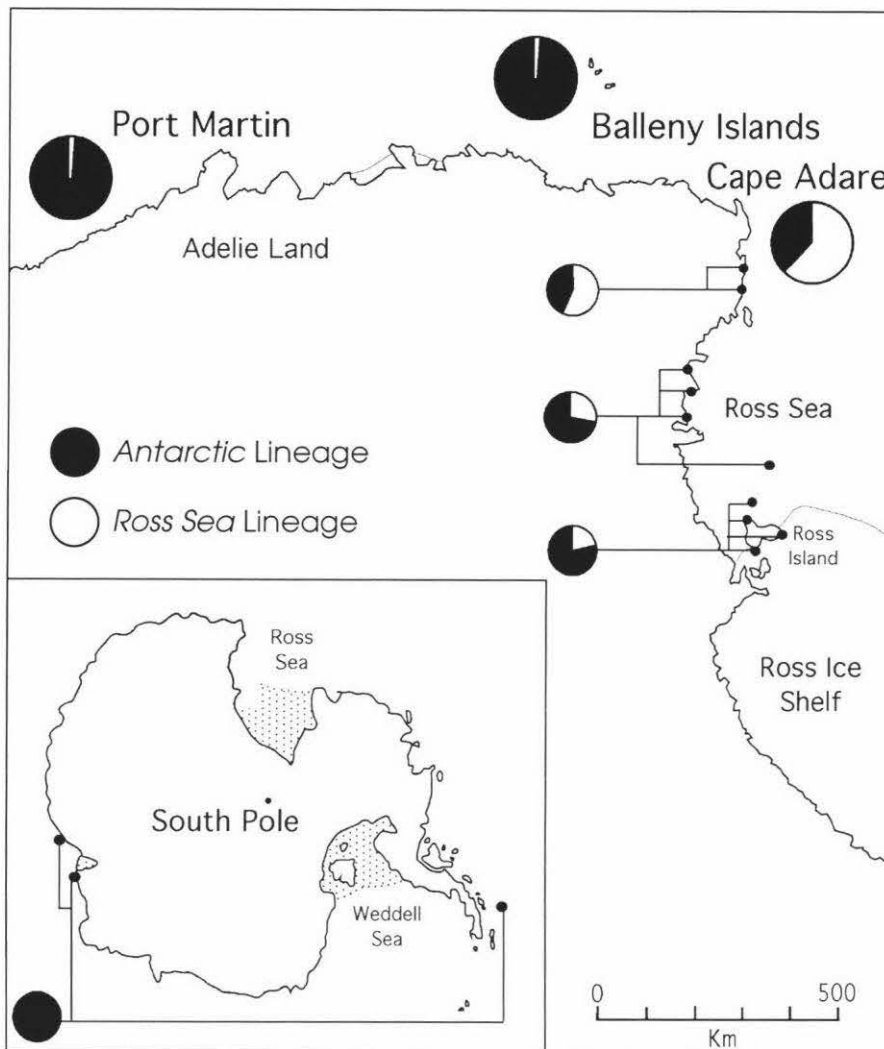 Port Martin
Balleny Islands
Cape Adare
Adelie Land
Ross Sea
Antarctic Lineage
Ross Sea Lineage
Ross
Island
Ross Ice
Shelf
Ross
Sea
South Pole
Weddell
Sea
0 500
Km